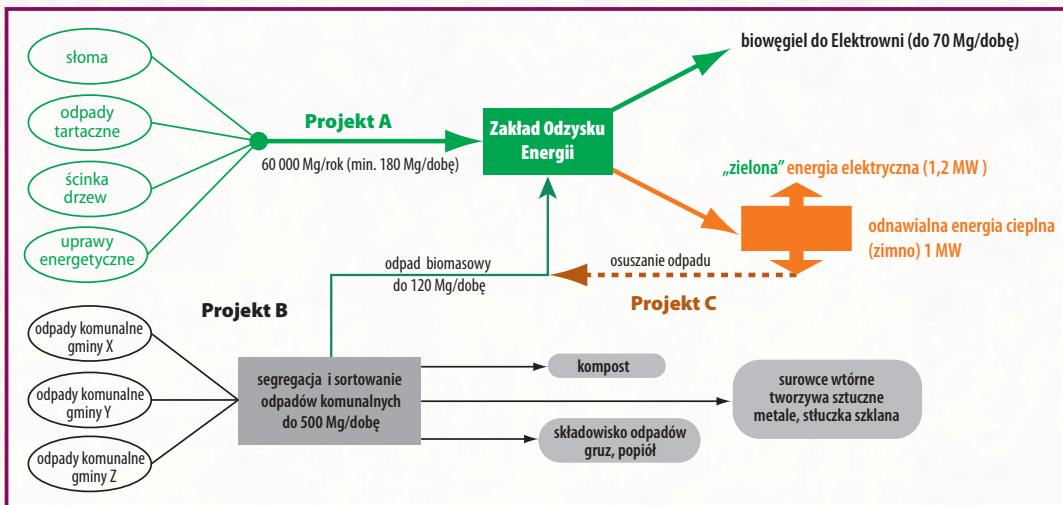 słoma
odpady
tartaczne
ścinka
drzew
uprawy
energetyczne
Projekt A
60 000 Mg/rok (min. 180 Mg/dobę)
Zakład Odzysku
Energii
biowęgiel do Elektrowni (do 70 Mg/dobę)
„zielona” energia elektryczna (1,2 MW )
odnawialna energia cieplna
(zimno) 1 MW
odpad biomasowy
do 120 Mg/dobę
osuszanie odpadu
Projekt C
Projekt B
odpady komunalne
gminy X
odpady komunalne
gminy Y
odpady komunalne
gminy Z
segregacja i sortowanie
odpadów komunalnych
do 500 Mg/dobę
kompost
surowce wtórne
tworzywa sztuczne
metale, stłuczka szklana
składowisko odpadów
gruz, popiół